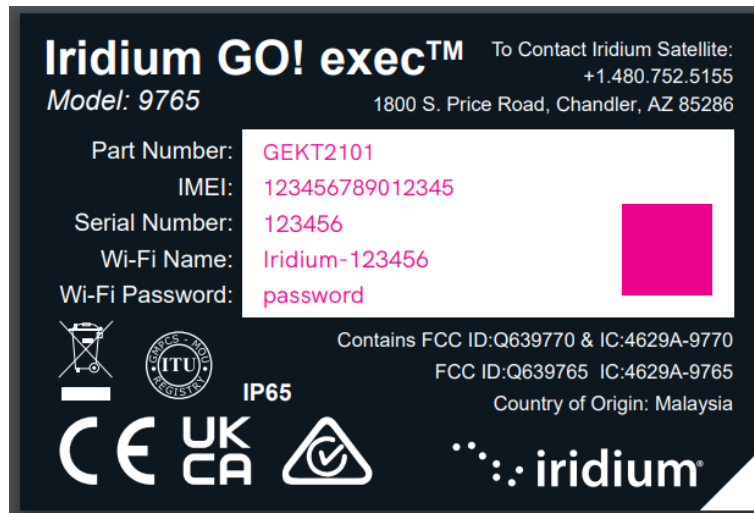 Iridium GO! exec™
Model: 9765
To Contact Iridium Satellite:
+1.480.752.5155
1800 S. Price Road, Chandler, AZ 85286
Part Number: GEKT2101
IMEI: 123456789012345
Serial Number: 123456
Wi-Fi Name: Iridium-123456
Wi-Fi Password: password
GMPCS - MOU
ITU
REGISTRY
IP65
Contains FCC ID:Q639770 & IC:4629A-9770
FCC ID:Q639765 IC:4629A-9765
Country of Origin: Malaysia
CE
UK
CA
iridium®